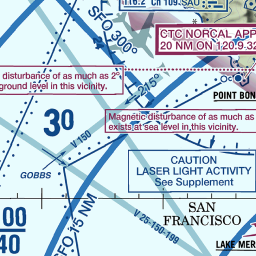 116.2 Ch 109 SAU
SFO 300°
CTC NORCAL APP
20 NM ON 120.9 32
disturbance of as much as 2°
ground level in this vicinity.
215°
POINT BON
Magnetic disturbance of as much as
exists at sea level in this vicinity.
30
V 150
GOBBS
CAUTION
LASER LIGHT ACTIVITY
See Supplement
00
40
SFO 15 NM
V 25-150-199
SAN
FRANCISCO
LAKE MER